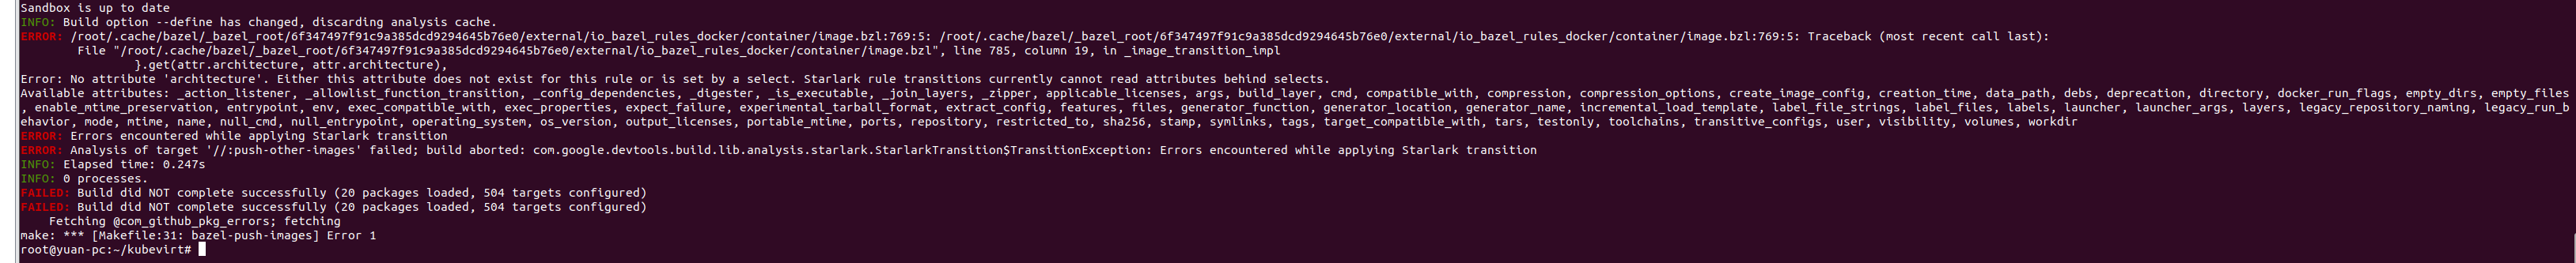 Sandbox is up to date
INFO: Build option --define has changed, discarding analysis cache.
ERROR: /root/.cache/bazel/_bazel_root/6f347497f91c9a385dcd9294645b76e0/external/io_bazel_rules_docker/container/image.bzl:769:5: /root/.cache/bazel/_bazel_root/6f347497f91c9a385dcd9294645b76e0/external/io_bazel_rules_docker/container/image.bzl:769:5: Traceback (most recent call last):
File "/root/.cache/bazel/_bazel_root/6f347497f91c9a385dcd9294645b76e0/external/io_bazel_rules_docker/container/image.bzl", line 785, column 19, in _image_transition_impl
}.get(attr.architecture, attr.architecture),
Error: No attribute 'architecture'. Either this attribute does not exist for this rule or is set by a select. Starlark rule transitions currently cannot read attributes behind selects.
Available attributes: _action_listener, _allowlist_function_transition, _config_dependencies, _digester, _is_executable, _join_layers, _zipper, applicable_licenses, args, build_layer, cmd, compatible_with, compression, compression_options, create_image_config, creation_time, data_path, debs, deprecation, directory, docker_run_flags, empty_dirs, empty_files
, enable_mtime_preservation, entrypoint, env, exec_compatible_with, exec_properties, expect_failure, experimental_tarball_format, extract_config, features, files, generator_function, generator_location, generator_name, incremental_load_template, label_file_strings, label_files, labels, launcher, launcher_args, layers, legacy_repository_naming, legacy_run_b
ehavior, mode, mtime, name, null_cmd, null_entrypoint, operating_system, os_version, output_licenses, portable_mtime, ports, repository, restricted_to, sha256, stamp, symlinks, tags, target_compatible_with, tars, testonly, toolchains, transitive_configs, user, visibility, volumes, workdir
ERROR: Errors encountered while applying Starlark transition
ERROR: Analysis of target '//:push-other-images' failed; build aborted: com.google.devtools.build.lib.analysis.starlark.StarlarkTransition$TransitionException: Errors encountered while applying Starlark transition
INFO: Elapsed time: 0.247s
INFO: 0 processes.
FAILED: Build did NOT complete successfully (20 packages loaded, 504 targets configured)
FAILED: Build did NOT complete successfully (20 packages loaded, 504 targets configured)
Fetching @com_github_pkg_errors; fetching
make: *** [Makefile:31: bazel-push-images] Error 1
root@yuan-pc:~/kubevirt#